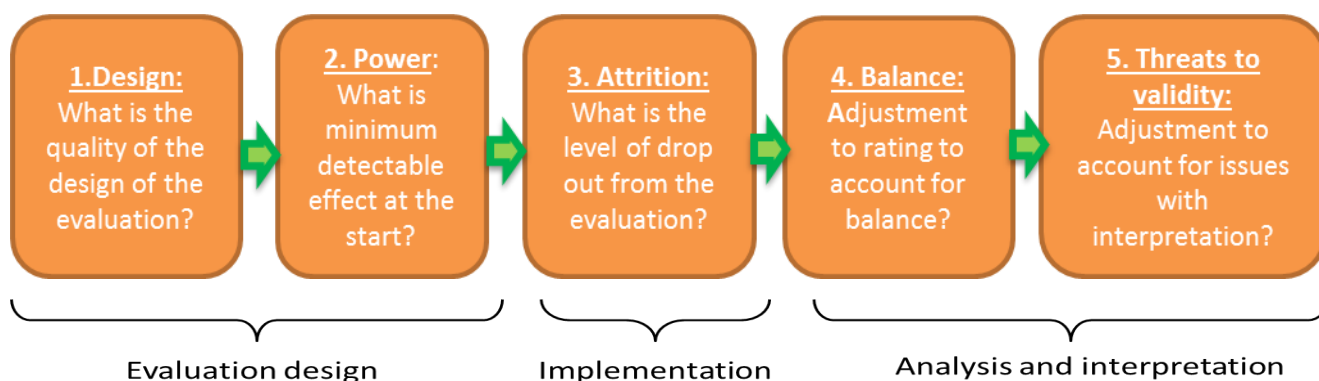 1.Design:
What is the
quality of the
design of the
evaluation?
2. Power:
What is
minimum
detectable
effect at the
start?
3. Attrition:
What is the
level of drop
out from the
evaluation?
4. Balance:
Adjustment
to rating to
account for
balance?
5. Threats to
validity:
Adjustment to
account for issues
with
interpretation?
Evaluation design
Implementation
Analysis and interpretation